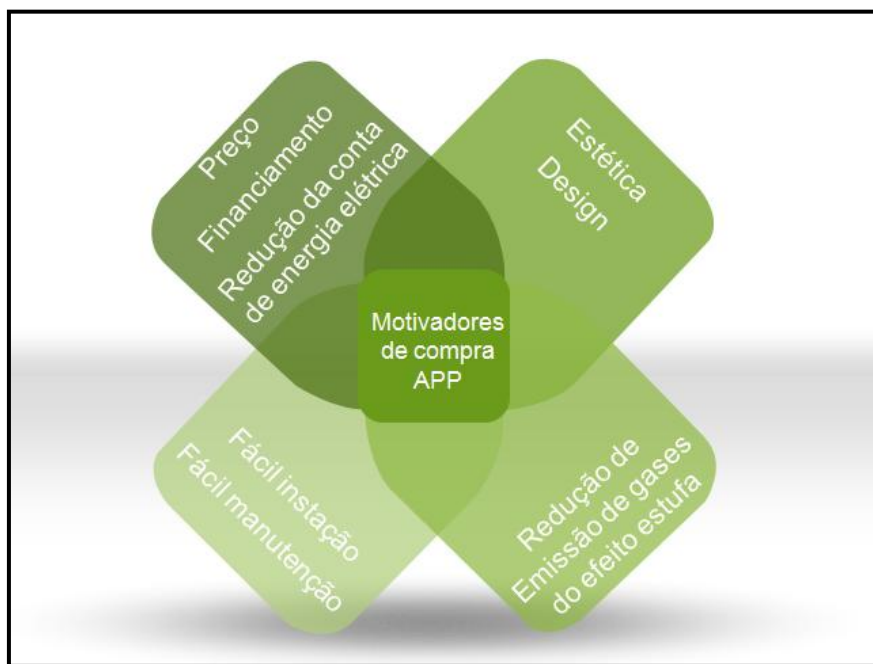 Preço
Financiamento
Redução da conta
de energia elétrica
Estética
Design
Motivadores
de compra
APP
Fácil instação
Fácil manutenção
Redução de
Emissão de gases
do efeito estufa